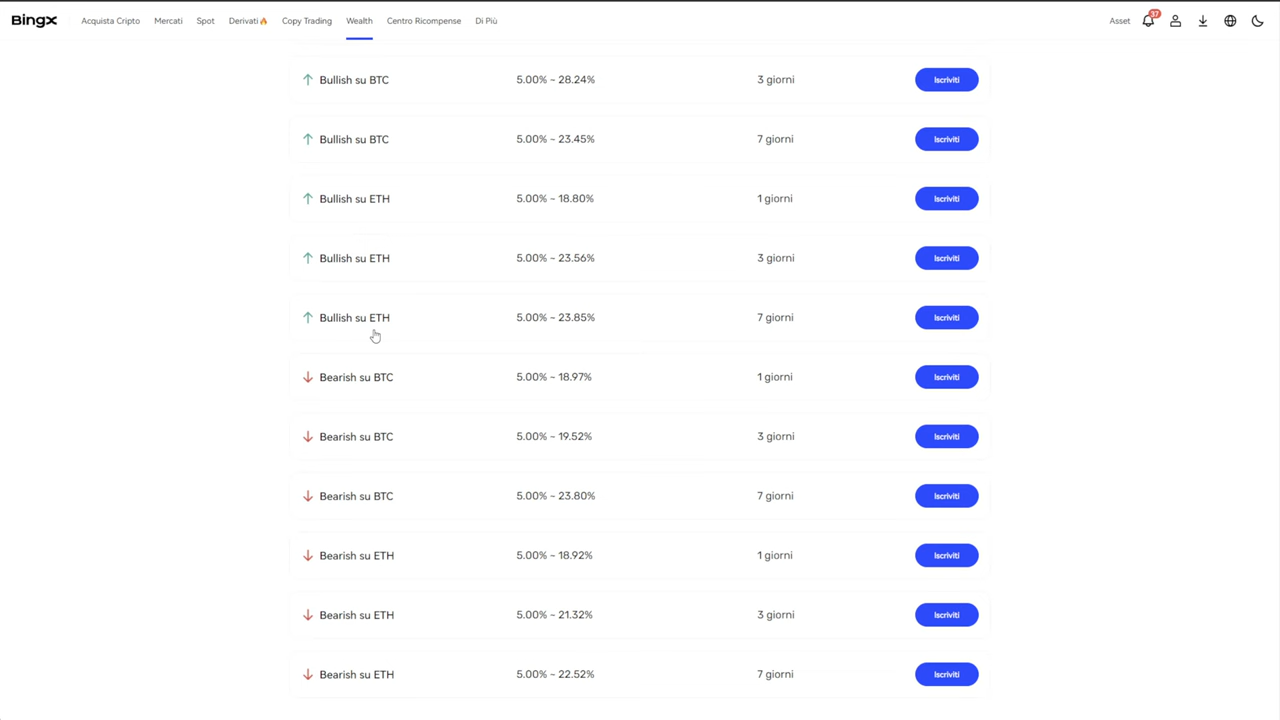 BingX Acquista Cripto Mercati Spot Derivati Copy Trading Wealth Centro Ricompense Di Più Asset 37
Bullish su BTC 5.00% ~ 28.24% 3 giorni Iscriviti
Bullish su BTC 5.00% ~ 23.45% 7 giorni Iscriviti
Bullish su ETH 5.00% ~ 18.80% 1 giorni Iscriviti
Bullish su ETH 5.00% ~ 23.56% 3 giorni Iscriviti
Bullish su ETH 5.00% ~ 23.85% 7 giorni Iscriviti
Bearish su BTC 5.00% ~ 18.97% 1 giorni Iscriviti
Bearish su BTC 5.00% ~ 19.52% 3 giorni Iscriviti
Bearish su BTC 5.00% ~ 23.80% 7 giorni Iscriviti
Bearish su ETH 5.00% ~ 18.92% 1 giorni Iscriviti
Bearish su ETH 5.00% ~ 21.32% 3 giorni Iscriviti
Bearish su ETH 5.00% ~ 22.52% 7 giorni Iscriviti